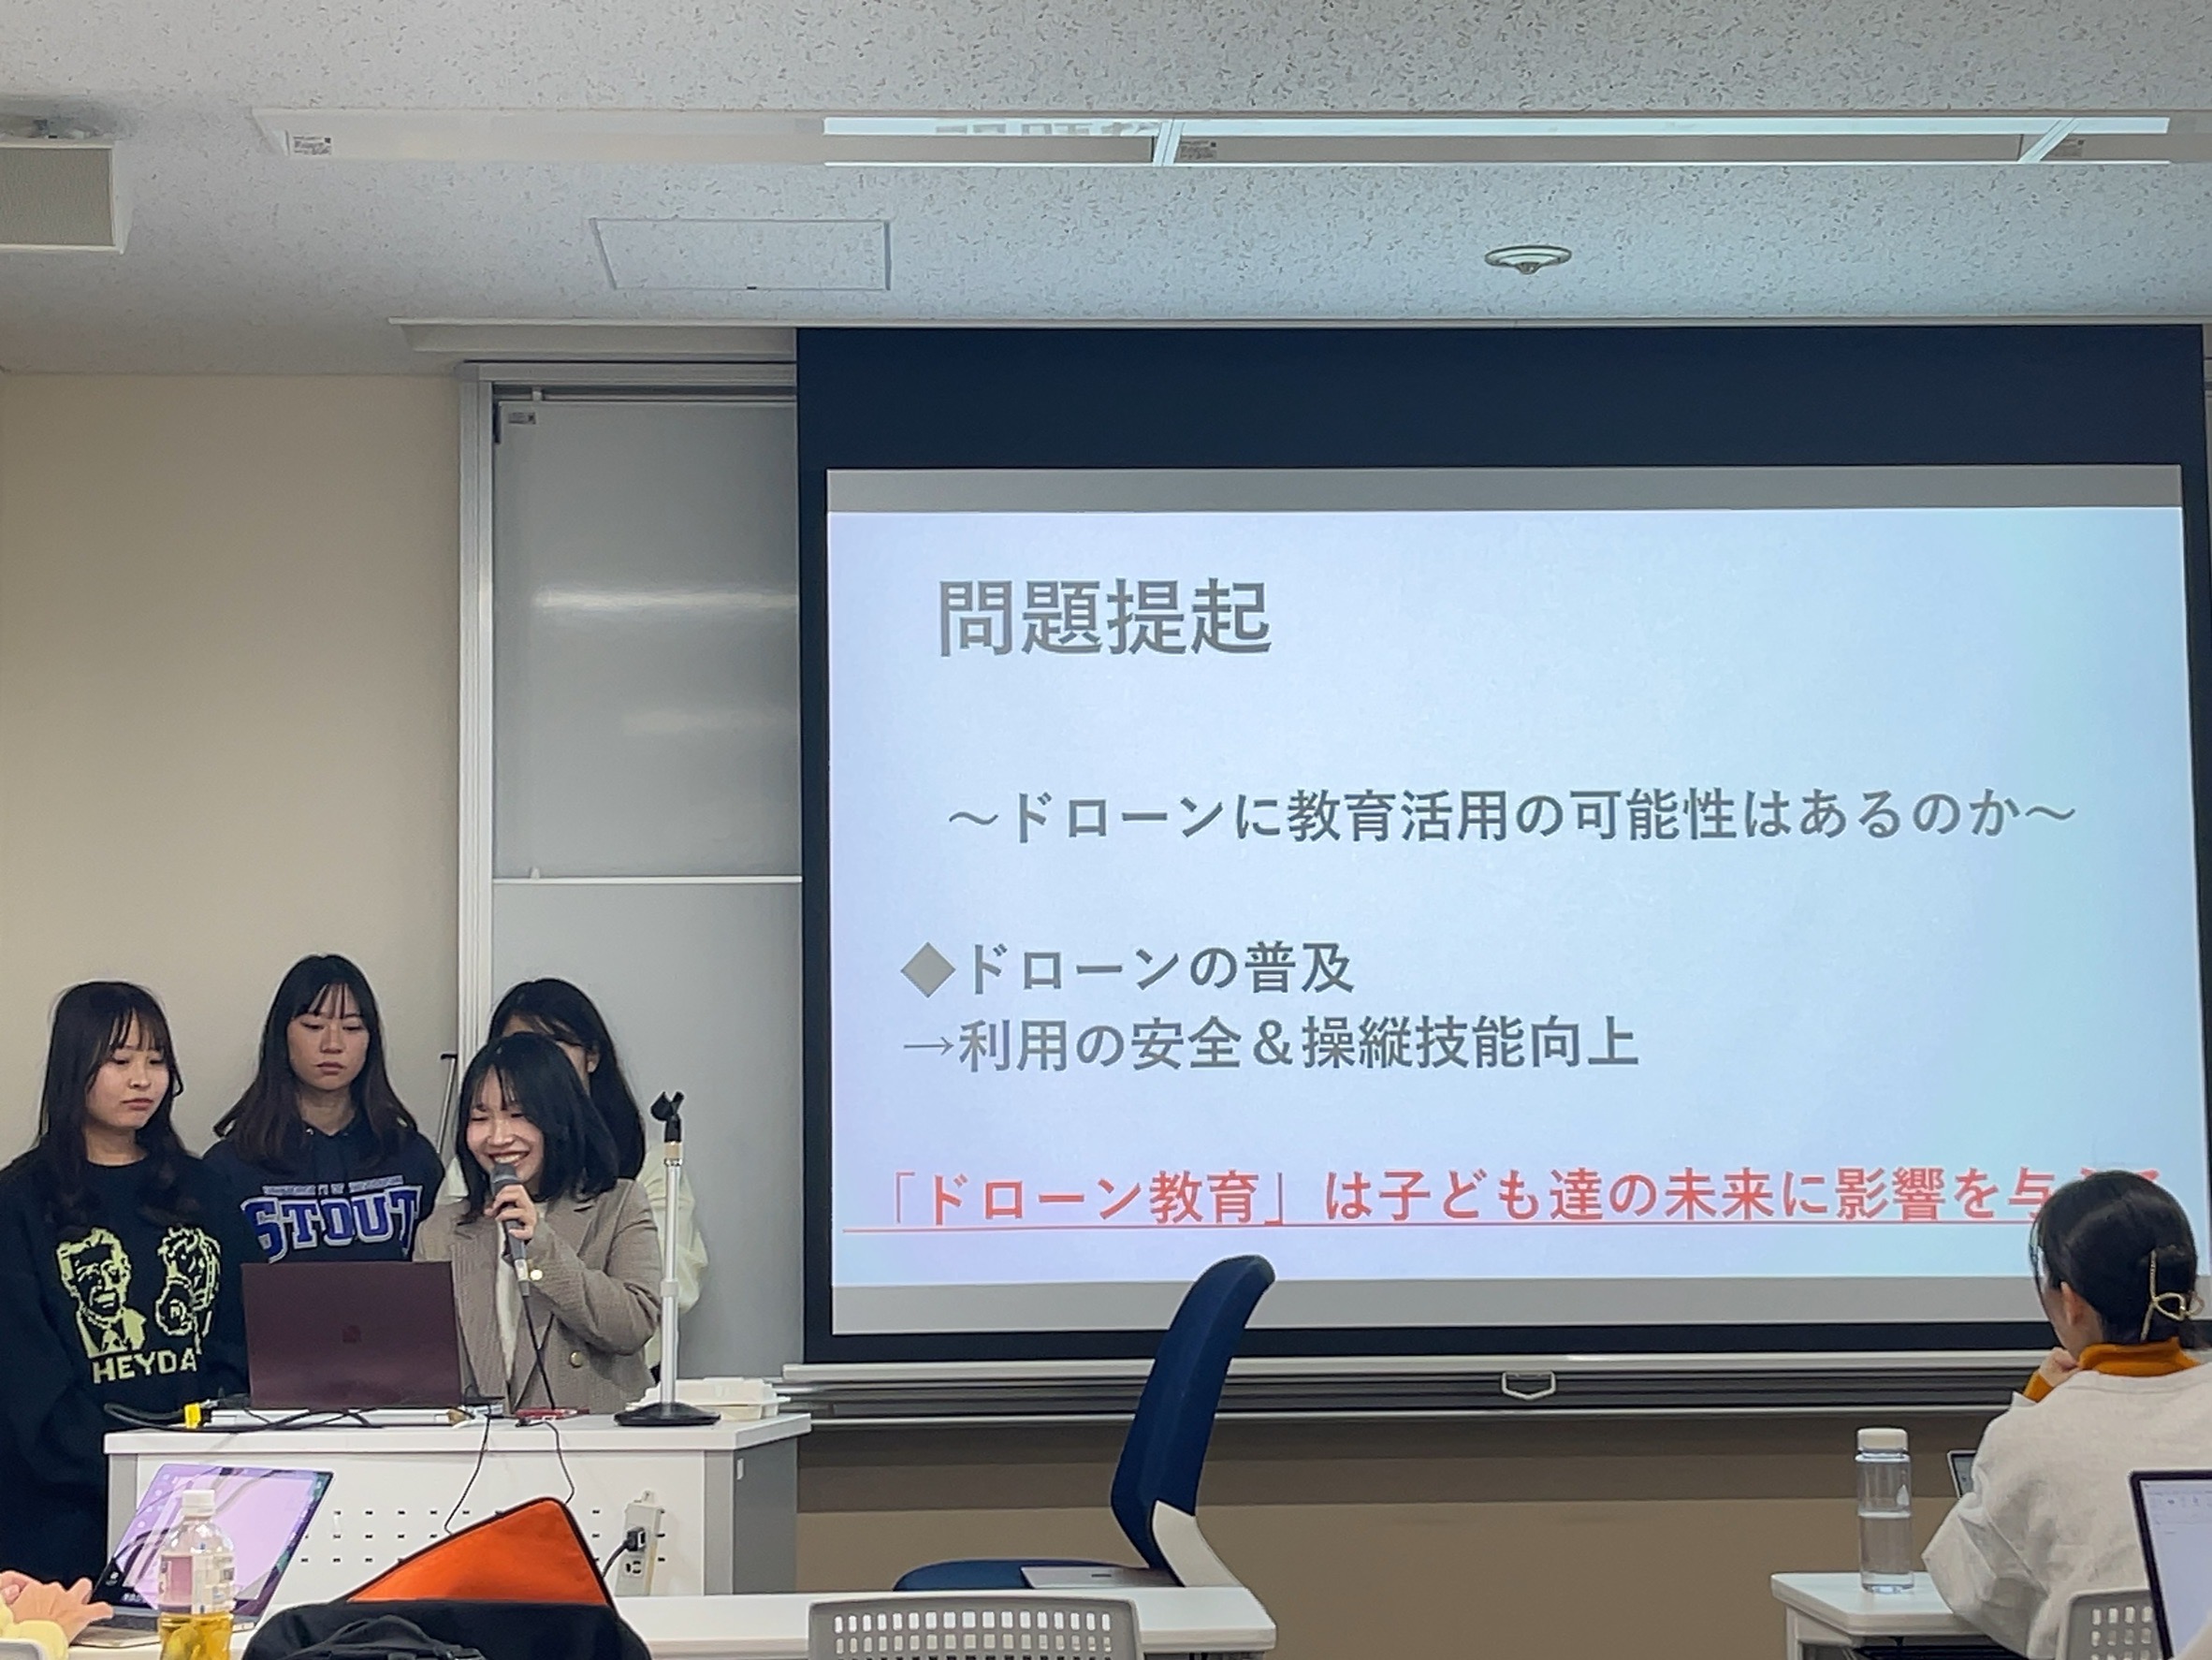 問題提起
～ドローンに教育活用の可能性はあるのか～
◆ドローンの普及
→利用の安全＆操縦技能向上
「ドローン教育」は子ども達の未来に影響を与
STOUT
HEYDA